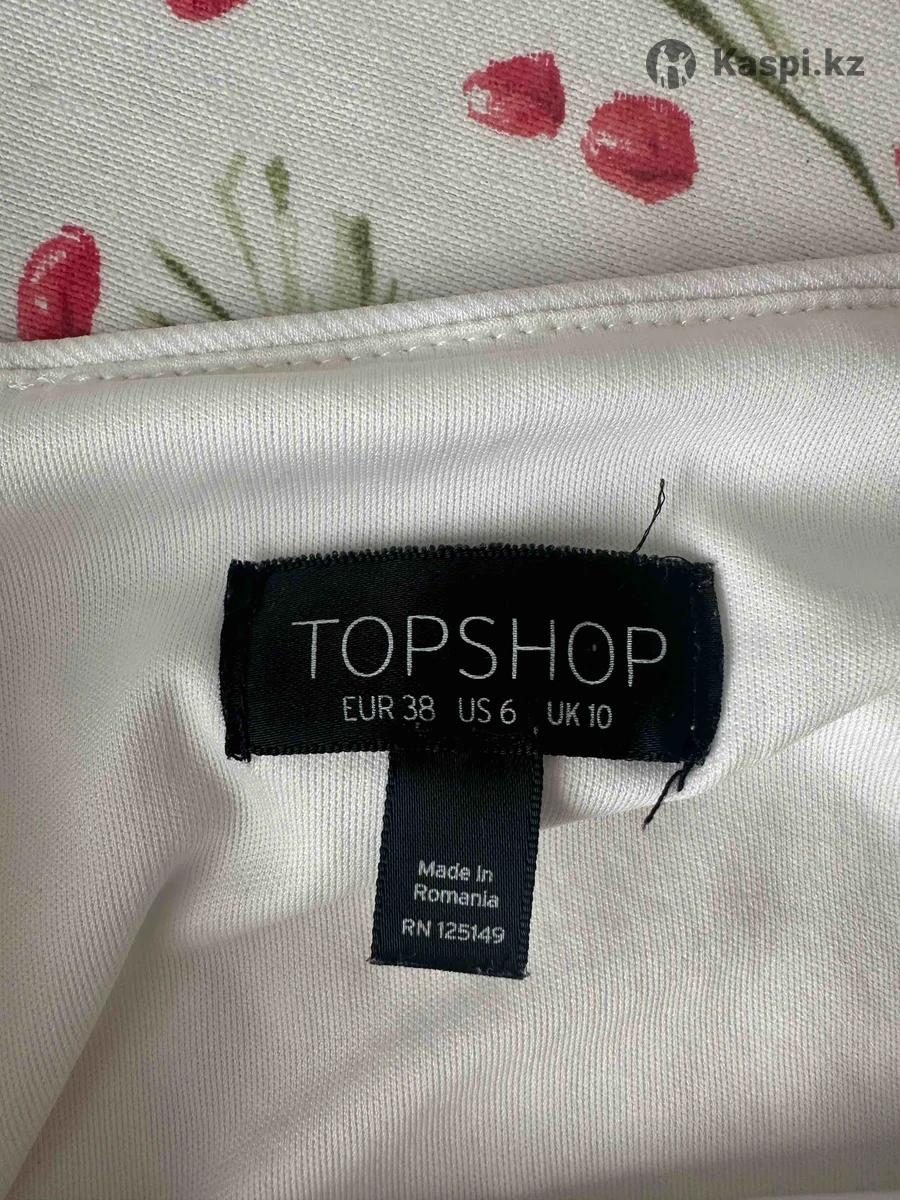 Kaspi.kz
TOPSHOP
EUR 38 US 6 UK 10
Made in
Romania
RN 125149